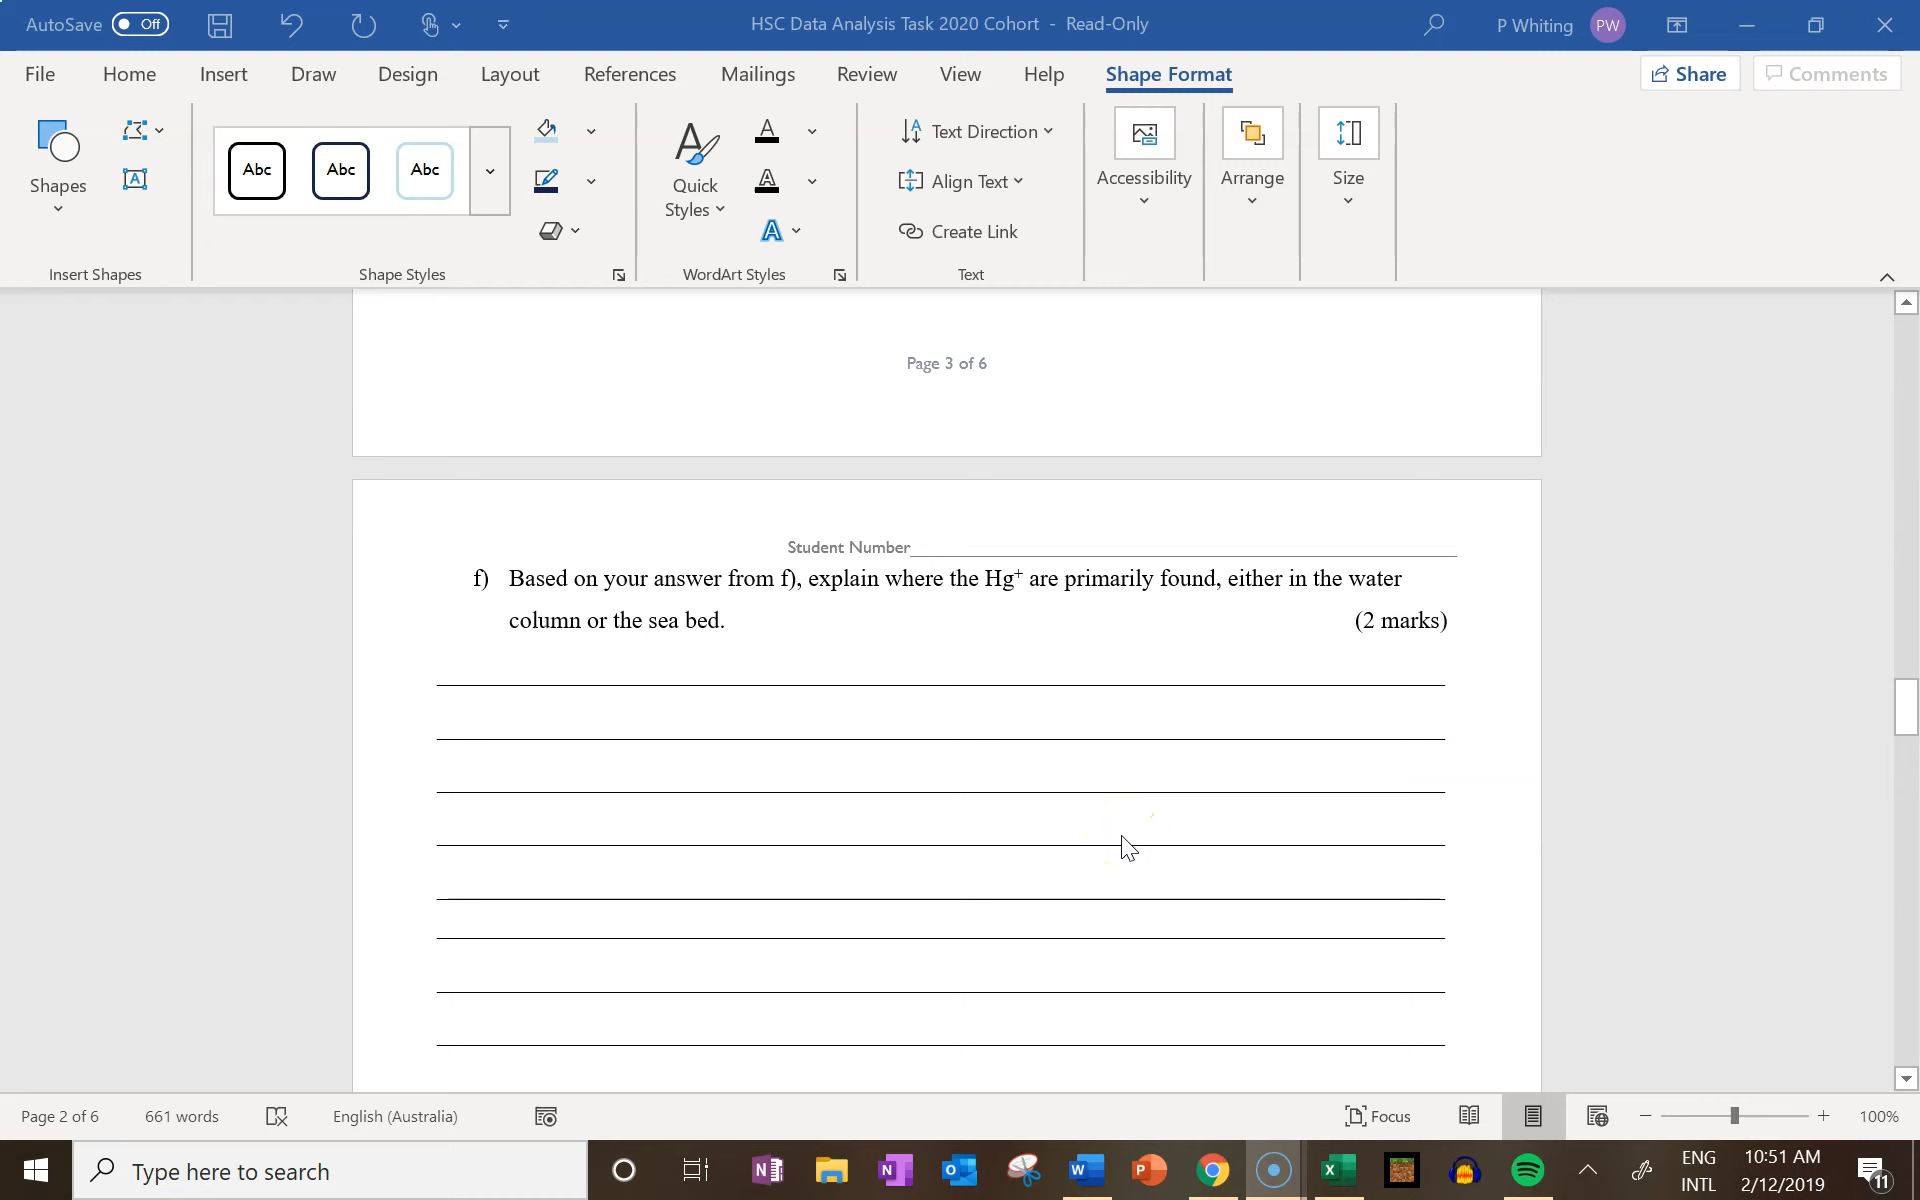 AutoSave Off
HSC Data Analysis Task 2020 Cohort - Read-Only
P Whiting PW
File Home Insert Draw Design Layout References Mailings Review View Help Shape Format
Share Comments
Shapes
Abc Abc Abc
Quick
Styles
Text Direction
Align Text
Create Link
Accessibility
Arrange
Size
Insert Shapes Shape Styles WordArt Styles Text
Page 3 of 6
Student Number
f) Based on your answer from f), explain where the Hg⁺ are primarily found, either in the water
column or the sea bed. (2 marks)
Page 2 of 6 661 words English (Australia) Focus 100%
Type here to search
ENG
INTL
10:51 AM
2/12/2019
11